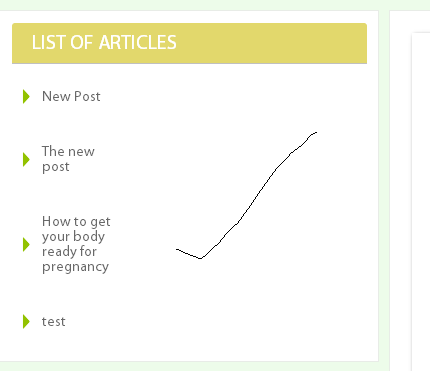 LIST OF ARTICLES
New Post
The new
post
How to get
your body
ready for
pregnancy
test